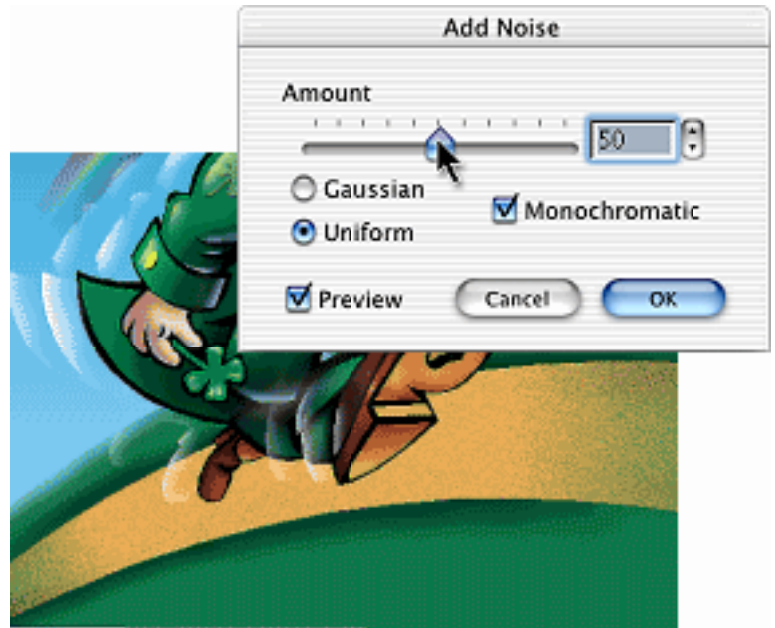 Add Noise
Amount
50
Gaussian
Monochromatic
Uniform
Preview
Cancel
OK